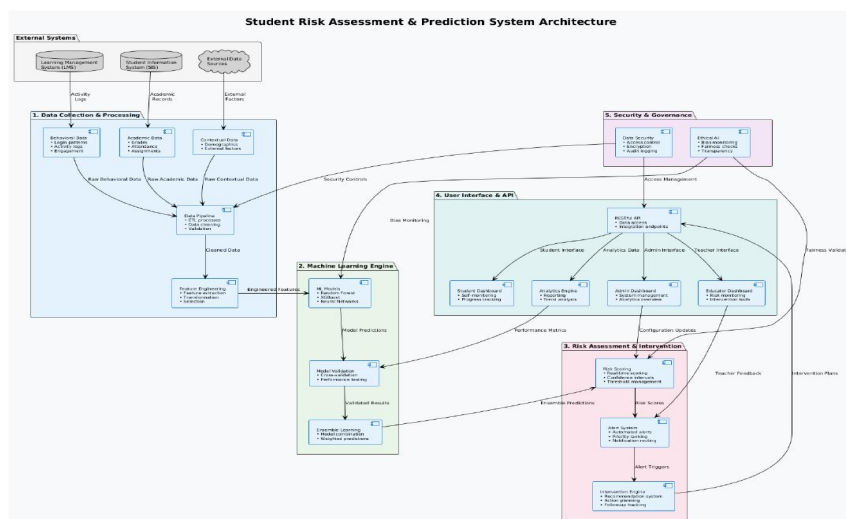 Student Risk Assessment & Prediction System Architecture
External Systems
Learning Management
System (LMS)
Student Information
System (SIS)
External Data
Sources
Activity
Logs
Academic
Records
External
Factors
1. Data Collection & Processing
Behavioral Data
• Login patterns
• Activity logs
• Engagement
Academic Data
• Grades
• Attendance
• Assignments
Contextual Data
• Demographics
• External factors
Raw Behavioral Data
Raw Academic Data
Raw Contextual Data
Data Pipeline
• ETL processes
• Data cleaning
• Validation
Cleaned Data
Feature Engineering
• Feature extraction
• Transformation
• Selection
Engineered Features
5. Security & Governance
Data Security
• Access control
• Encryption
• Audit logging
Ethical AI
• Bias monitoring
• Fairness checks
• Transparency
Security Controls
Access Management
Bias Monitoring
Fairness Validat
4. User Interface & API
RESTful API
• Data access
• Integration endpoints
Student Interface
Analytics Data
Admin Interface
Teacher Interface
Student Dashboard
• Self-monitoring
• Progress tracking
Analytics Engine
• Reporting
• Trend analysis
Admin Dashboard
• System management
• Analytics overview
Educator Dashboard
• Risk monitoring
• Intervention tools
2. Machine Learning Engine
ML Models
• Random Forest
• XGBoost
• Neural Networks
Model Predictions
Performance Metrics
Configuration Updates
Model Validation
• Cross-validation
• Performance testing
Validated Results
Ensemble Learning
• Model combination
• Weighted predictions
Ensemble Predictions
3. Risk Assessment & Intervention
Risk Scoring
• Real-time scoring
• Confidence intervals
• Threshold management
Teacher Feedback
Intervention Plans
Risk Scores
Alert System
• Automated alerts
• Priority ranking
• Notification routing
Alert Triggers
Intervention Engine
• Recommendation system
• Action planning
• Followup tracking